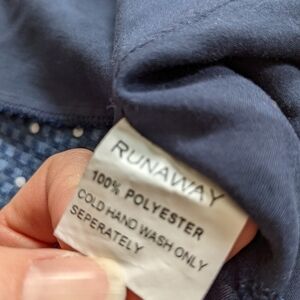 RUNAWAY
100% POLYESTER
COLD HAND WASH ONLY
SEPERATELY